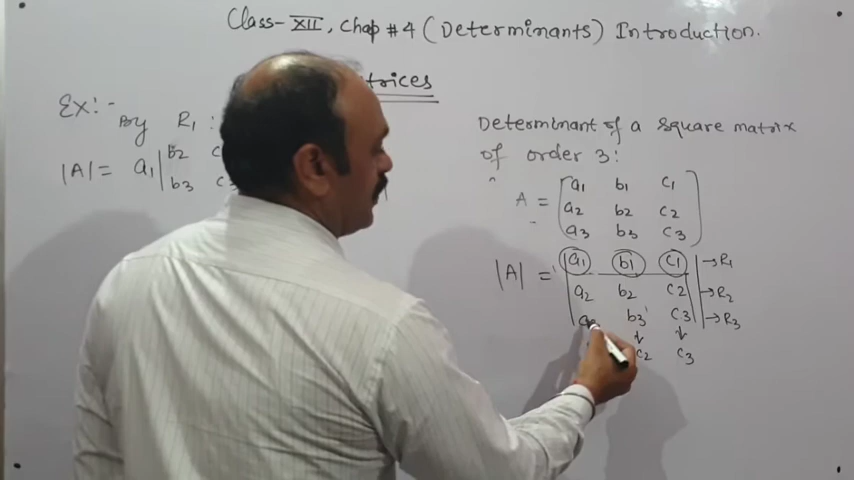 Class-XII, Chap #4 (Determinants) Introduction.
Ex:-
By R1:
|A|= a1 | b2
b3
Determinant of a square matrix
of order 3:
A = [ a1 b1 c1
a2 b2 c2
a3 b3 c3 ]
|A| = | a1 b1 c1 | → R1
a2 b2 c2 → R2
b3 c3 → R3
↓ ↓
c2 c3